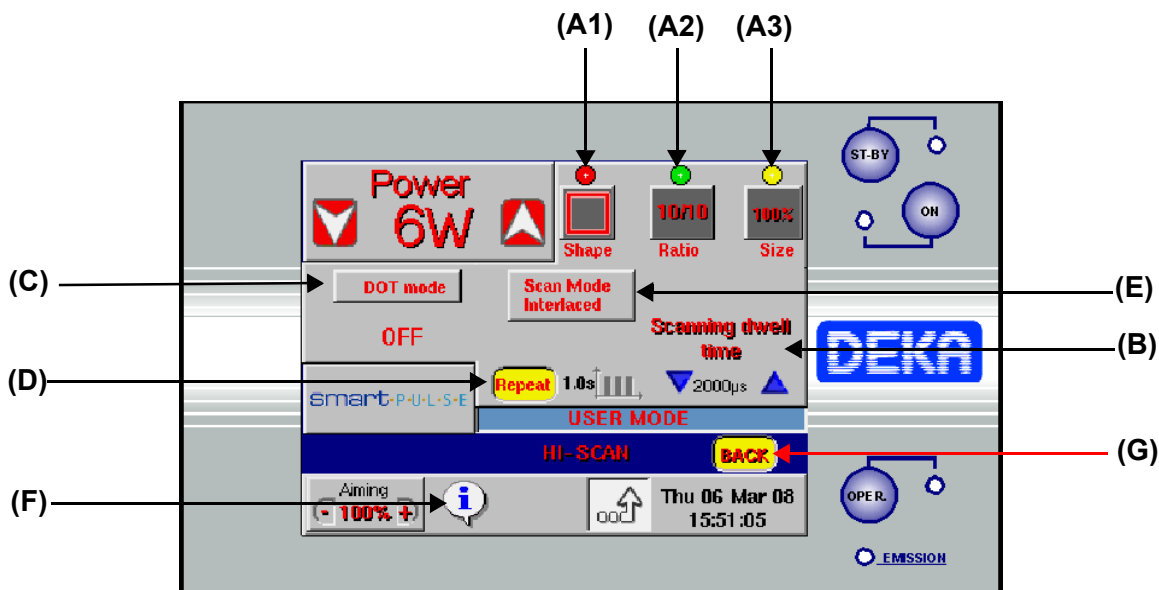 (A1) (A2) (A3)
ST-BY
ON
Power
6W
10/10
100%
Shape Ratio Size
(C)
DOT mode
Scan Mode
Interlaced
(E)
OFF
Scanning dwell
time
(B)
DEKA
(D)
Repeat 1.0s 2000µs
smartP·U·L·S·E
USER MODE
HI-SCAN BACK
(G)
(F)
Aiming
- 100% +
i
Thu 06 Mar 08
15:51:05
OPER.
EMISSION